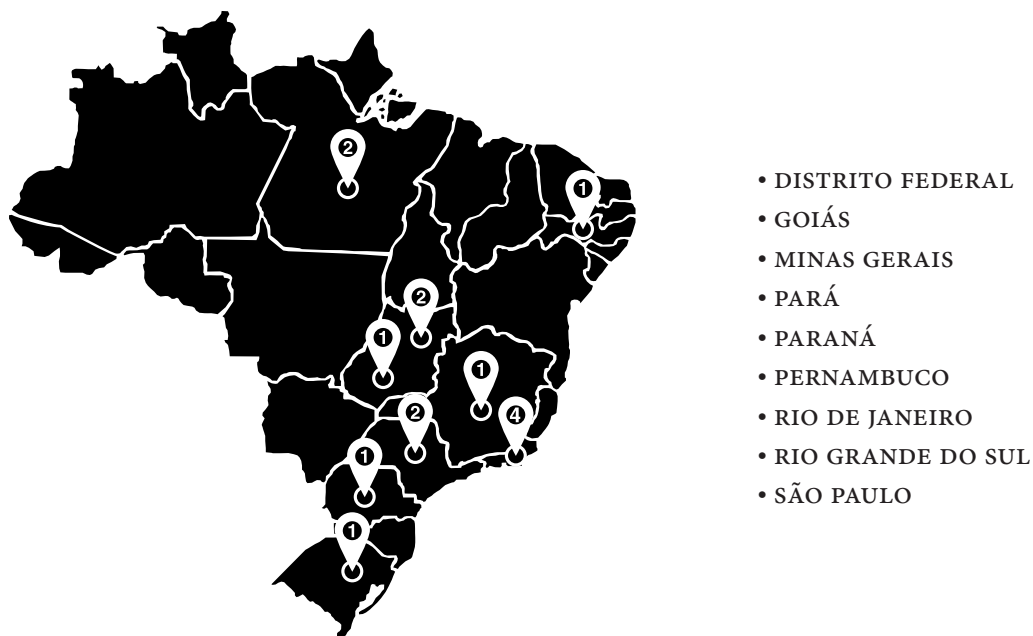 2
1
2
1
1
2
4
1
1
• DISTRITO FEDERAL
• GOIÁS
• MINAS GERAIS
• PARÁ
• PARANÁ
• PERNAMBUCO
• RIO DE JANEIRO
• RIO GRANDE DO SUL
• SÃO PAULO